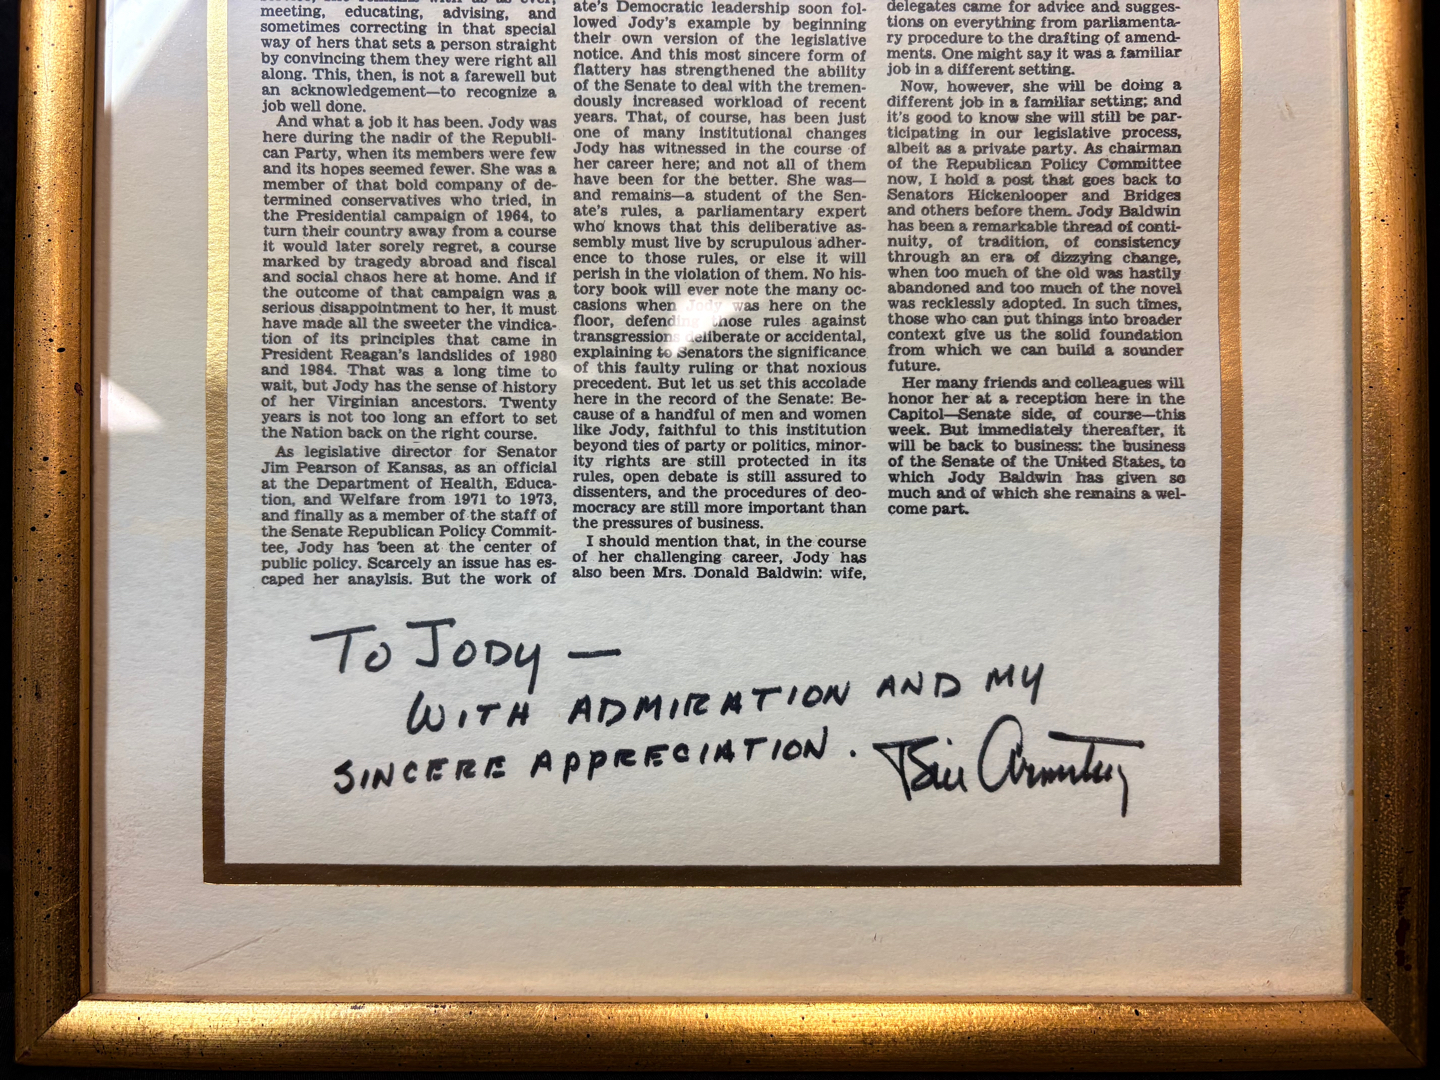 meeting, educating, advising, and
sometimes correcting in that special
way of hers that sets a person straight
by convincing them they were right all
along. This, then, is not a farewell but
an acknowledgement—to recognize a
job well done.
And what a job it has been. Jody was
here during the nadir of the Republi-
can Party, when its members were few
and its hopes seemed fewer. She was a
member of that bold company of de-
termined conservatives who tried, in
the Presidential campaign of 1964, to
turn their country away from a course
it would later sorely regret, a course
marked by tragedy abroad and fiscal
and social chaos here at home. And if
the outcome of that campaign was a
serious disappointment to her, it must
have made all the sweeter the vindica-
tion of its principles that came in
President Reagan's landslides of 1980
and 1984. That was a long time to
wait, but Jody has the sense of history
of her Virginian ancestors. Twenty
years is not too long an effort to set
the Nation back on the right course.
As legislative director for Senator
Jim Pearson of Kansas, as an official
at the Department of Health, Educa-
tion, and Welfare from 1971 to 1973,
and finally as a member of the staff of
the Senate Republican Policy Commit-
tee, Jody has been at the center of
public policy. Scarcely an issue has es-
caped her anaylsis. But the work of
ate's Democratic leadership soon fol-
lowed Jody's example by beginning
their own version of the legislative
notice. And this most sincere form of
flattery has strengthened the ability
of the Senate to deal with the tremen-
dously increased workload of recent
years. That, of course, has been just
one of many institutional changes
Jody has witnessed in the course of
her career here; and not all of them
have been for the better. She was—
and remains—a student of the Sen-
ate's rules, a parliamentary expert
who knows that this deliberative as-
sembly must live by scrupulous adher-
ence to those rules, or else it will
perish in the violation of them. No his-
tory book will ever note the many oc-
casions when Jody was here on the
floor, defending those rules against
transgressions deliberate or accidental,
explaining to Senators the significance
of this faulty ruling or that noxious
precedent. But let us set this accolade
here in the record of the Senate: Be-
cause of a handful of men and women
like Jody, faithful to this institution
beyond ties of party or politics, minor-
ity rights are still protected in its
rules, open debate is still assured to
dissenters, and the procedures of deo-
mocracy are still more important than
the pressures of business.
I should mention that, in the course
of her challenging career, Jody has
also been Mrs. Donald Baldwin: wife,
delegates came for advice and sugges-
tions on everything from parliamenta-
ry procedure to the drafting of amend-
ments. One might say it was a familiar
job in a different setting.
Now, however, she will be doing a
different job in a familiar setting; and
it's good to know she will still be par-
ticipating in our legislative process,
albeit as a private party. As chairman
of the Republican Policy Committee
now, I hold a post that goes back to
Senators Hickenlooper and Bridges
and others before them. Jody Baldwin
has been a remarkable thread of conti-
nuity, of tradition, of consistency
through an era of dizzying change,
when too much of the old was hastily
abandoned and too much of the novel
was recklessly adopted. In such times,
those who can put things into broader
context give us the solid foundation
from which we can build a sounder
future.
Her many friends and colleagues will
honor her at a reception here in the
Capitol—Senate side, of course—this
week. But immediately thereafter, it
will be back to business: the business
of the Senate of the United States, to
which Jody Baldwin has given so
much and of which she remains a wel-
come part.
TO JODY —
WITH ADMIRATION AND MY
SINCERE APPRECIATION. Bill Armstrong